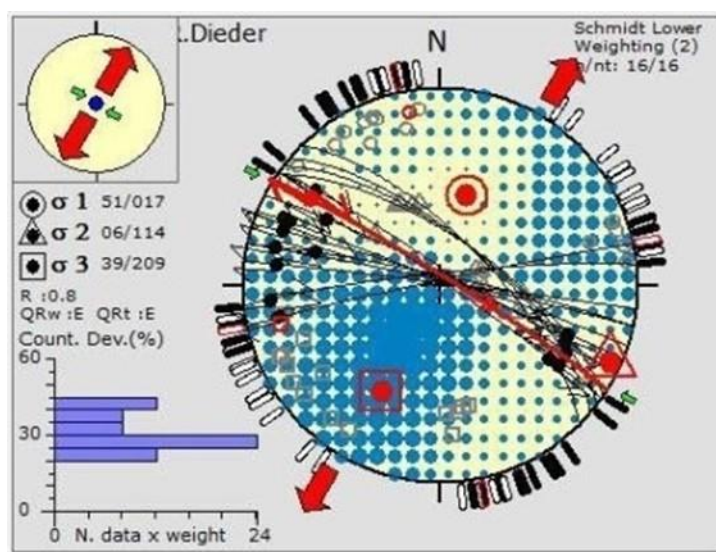 R.Dieder
N
Schmidt Lower
Weighting (2)
n/nt: 16/16
σ 1 51/017
σ 2 06/114
σ 3 39/209
R :0.8
QRw :E QRt :E
Count. Dev.(%)
60
30
0
0 N. data x weight 24